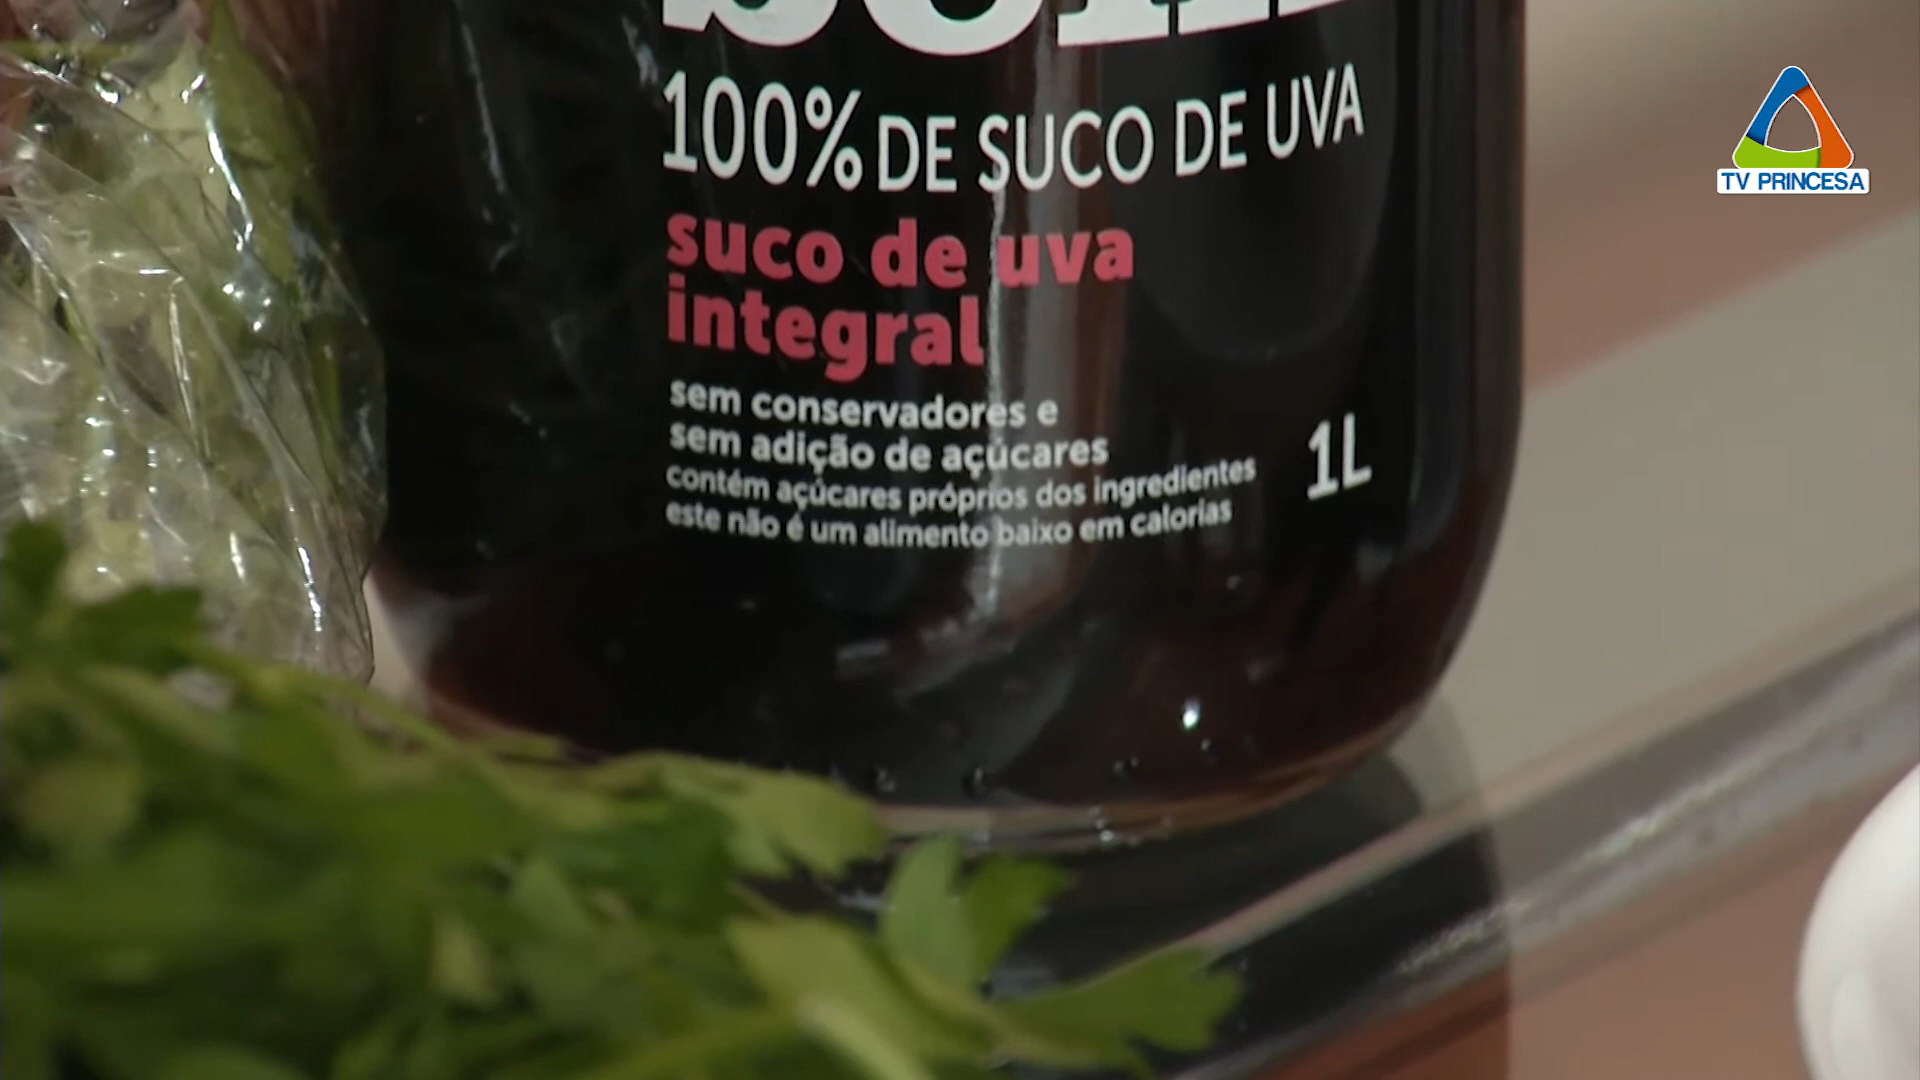 100% DE SUCO DE UVA
suco de uva
integral
sem conservadores e
sem adição de açúcares
contém açúcares próprios dos ingredientes
este não é um alimento baixo em calorias
1L
TV PRINCESA